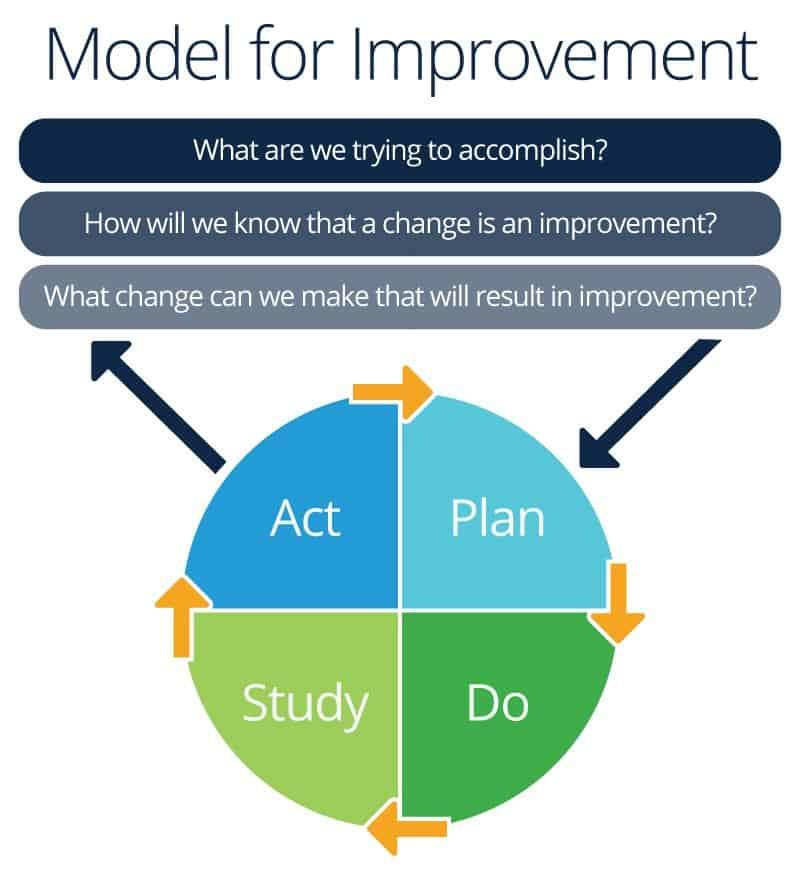 Model for Improvement
What are we trying to accomplish?
How will we know that a change is an improvement?
What change can we make that will result in improvement?
Act
Plan
Study
Do